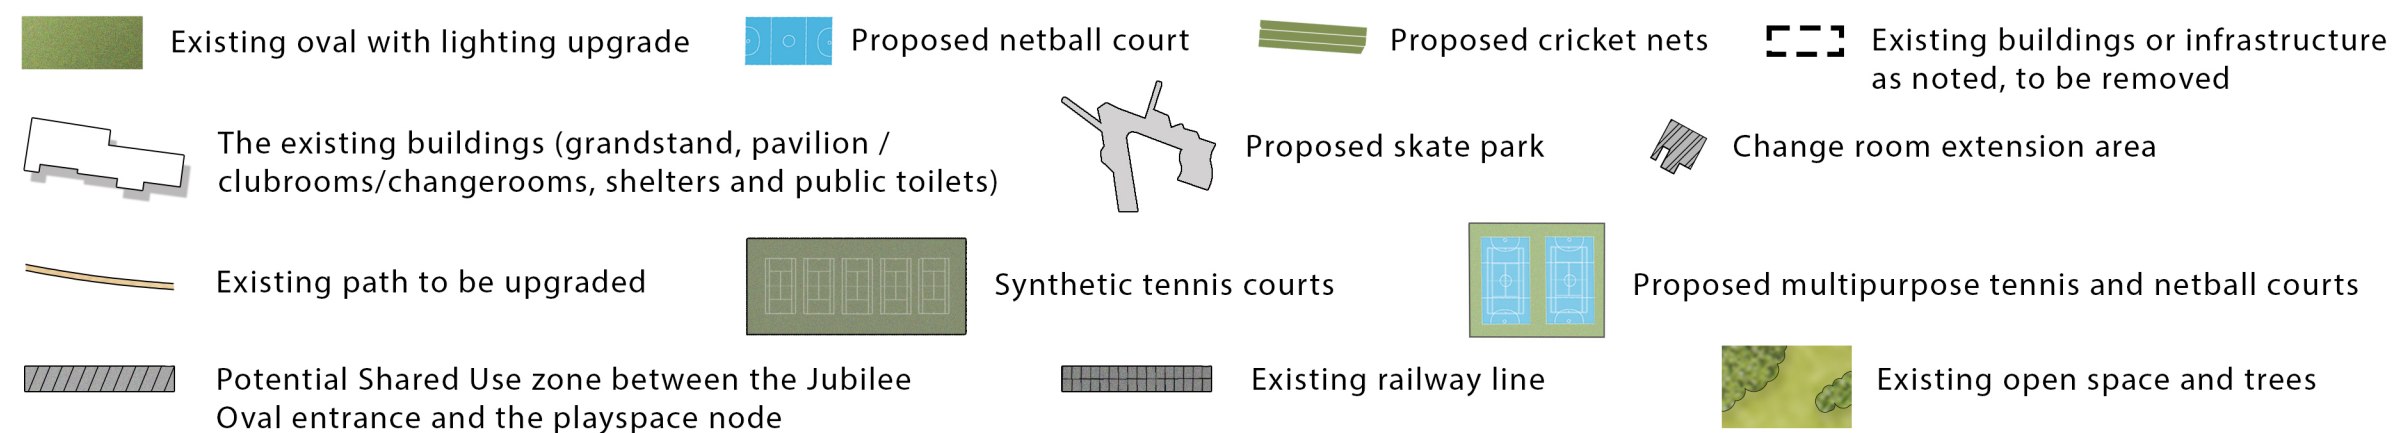 Existing oval with lighting upgrade
Proposed netball court
Proposed cricket nets
Existing buildings or infrastructure
as noted, to be removed
The existing buildings (grandstand, pavilion /
clubrooms/changerooms, shelters and public toilets)
Proposed skate park
Change room extension area
Existing path to be upgraded
Synthetic tennis courts
Proposed multipurpose tennis and netball courts
Potential Shared Use zone between the Jubilee
Oval entrance and the playspace node
Existing railway line
Existing open space and trees